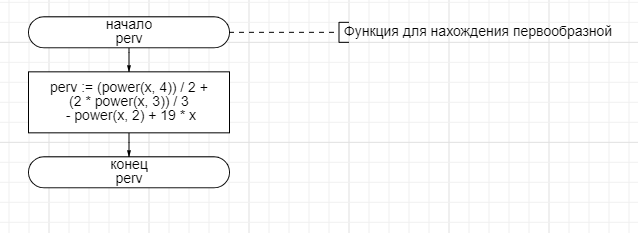 начало
perv
Функция для нахождения первообразной
perv := (power(x, 4)) / 2 +
(2 * power(x, 3)) / 3
- power(x, 2) + 19 * x
конец
perv